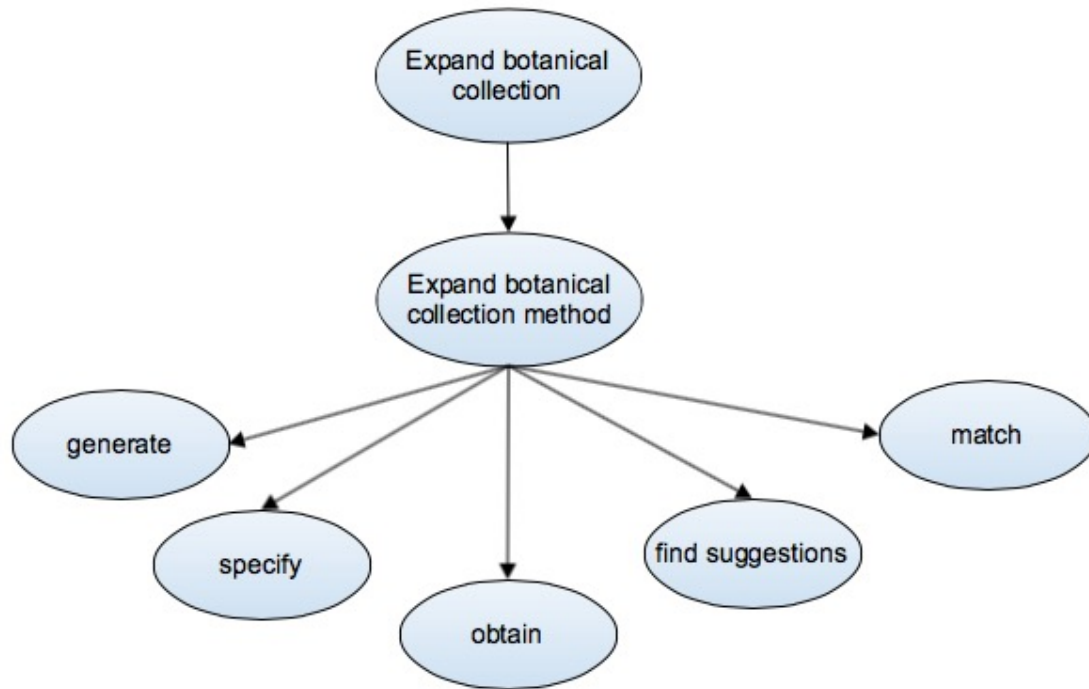 Expand botanical
collection
Expand botanical
collection method
generate
specify
obtain
find suggestions
match